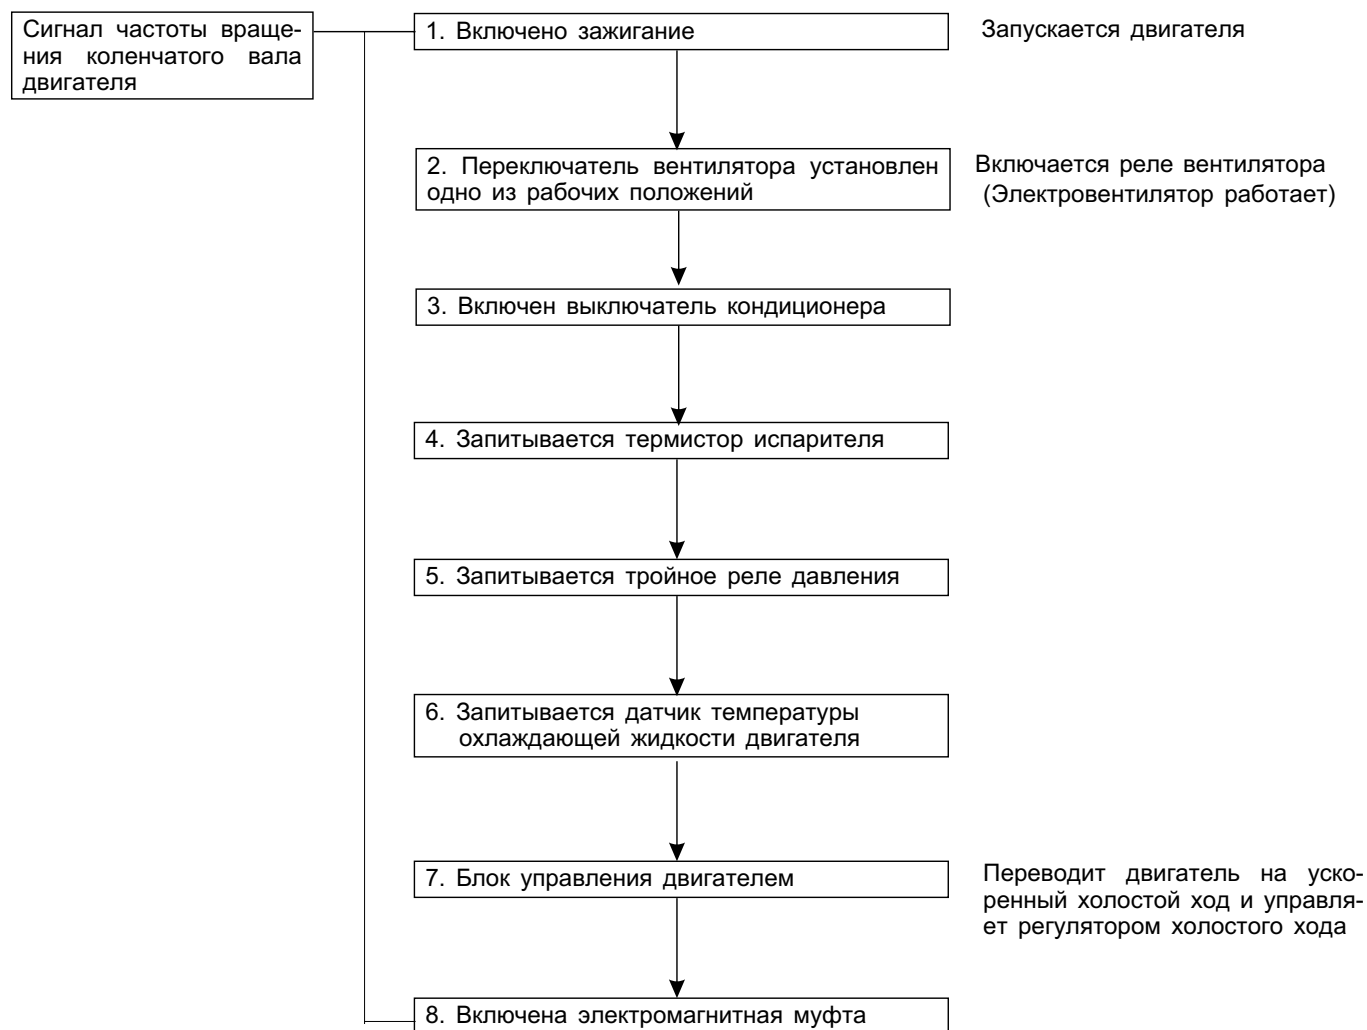 Сигнал частоты враще-
ния коленчатого вала
двигателя
1. Включено зажигание
Запускается двигателя
2. Переключатель вентилятора установлен
одно из рабочих положений
Включается реле вентилятора
(Электровентилятор работает)
3. Включен выключатель кондиционера
4. Запитывается термистор испарителя
5. Запитывается тройное реле давления
6. Запитывается датчик температуры
охлаждающей жидкости двигателя
7. Блок управления двигателем
Переводит двигатель на уско-
ренный холостой ход и управля-
ет регулятором холостого хода
8. Включена электромагнитная муфта